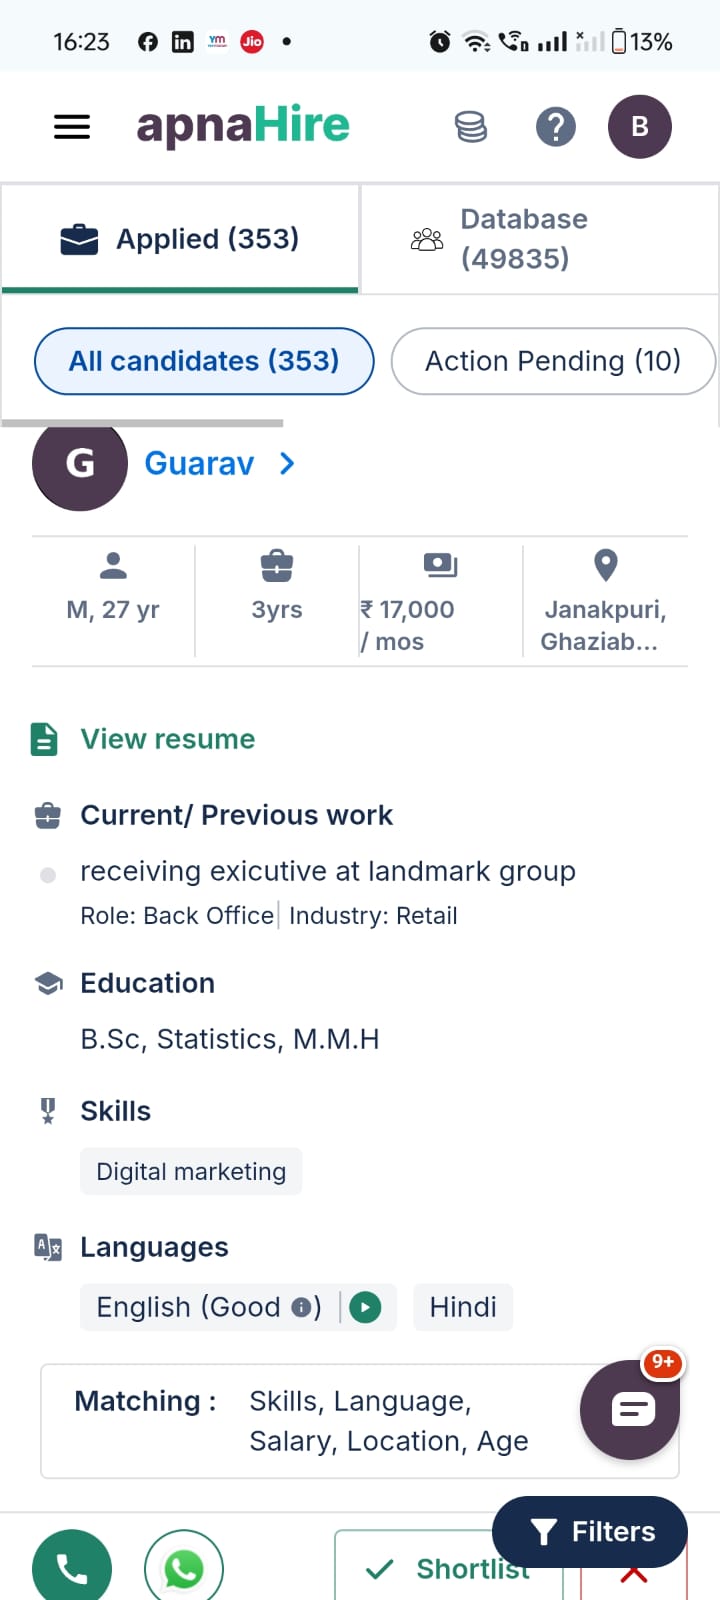 16:23 ym Jio 13%
apnaHire ? B
Applied (353)
Database
(49835)
All candidates (353) Action Pending (10)
G Guarav
M, 27 yr
3yrs
₹ 17,000
/ mos
Janakpuri,
Ghaziab...
View resume
Current/ Previous work
receiving exicutive at landmark group
Role: Back Office | Industry: Retail
Education
B.Sc, Statistics, M.M.H
Skills
Digital marketing
Languages
English (Good i) Hindi
9+
Matching : Skills, Language,
Salary, Location, Age
Filters
Shortlist